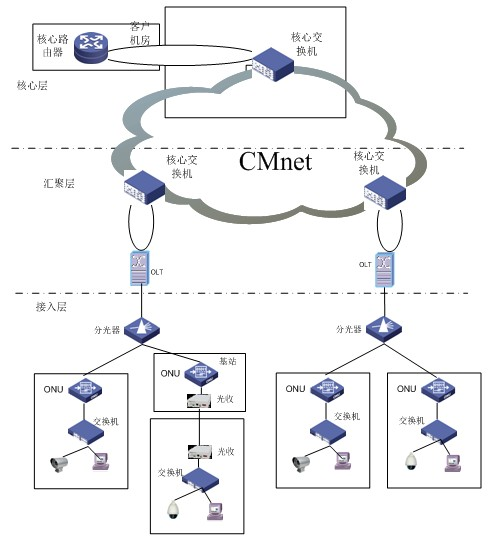 客户
机房
核心路
由器
核心交
换机
核心层
CMnet
核心交
换机
核心交
换机
汇聚层
OLT
OLT
接入层
分光器
分光器
基站
ONU
ONU
ONU
ONU
光收
交换机
交换机
交换机
光收
交换机